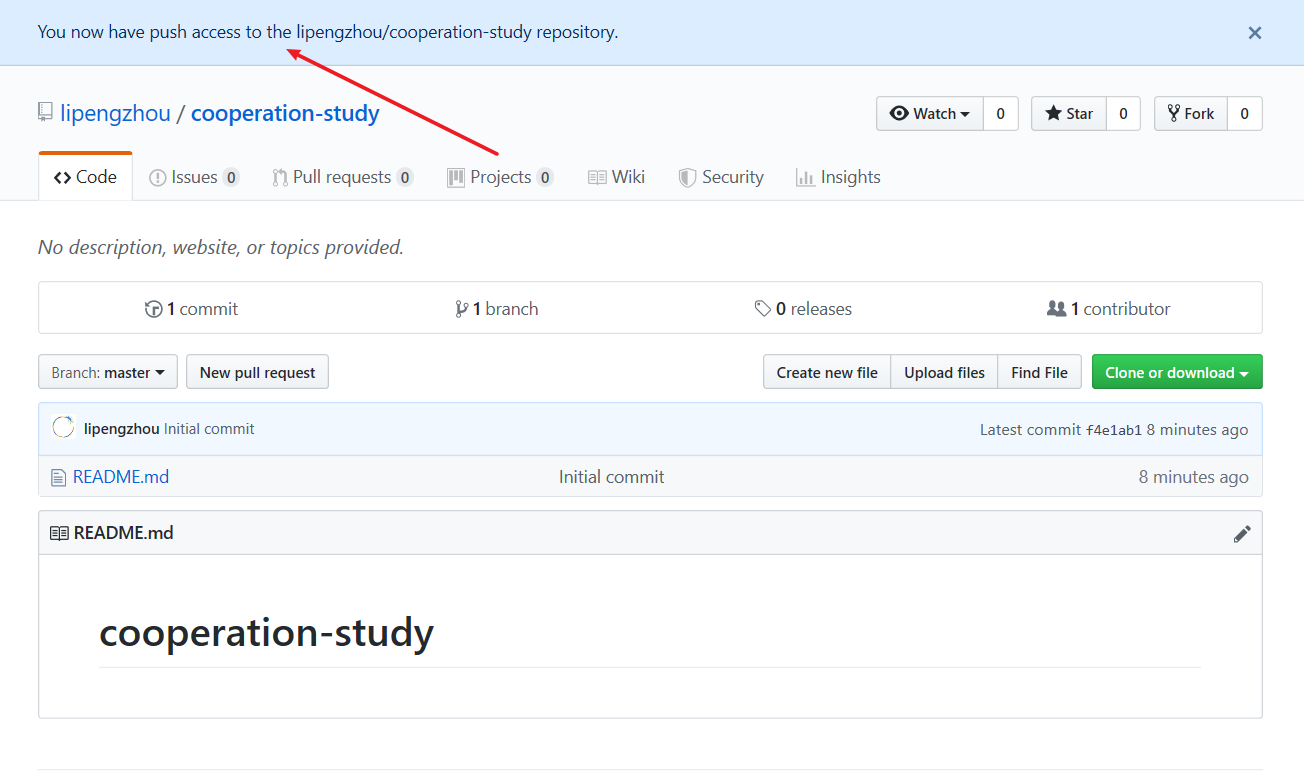 You now have push access to the lipengzhou/cooperation-study repository.
lipengzhou / cooperation-study
Watch 0 Star 0 Fork 0
Code Issues 0 Pull requests 0 Projects 0 Wiki Security Insights
No description, website, or topics provided.
1 commit 1 branch 0 releases 1 contributor
Branch: master New pull request Create new file Upload files Find File Clone or download
lipengzhou Initial commit Latest commit f4e1ab1 8 minutes ago
README.md Initial commit 8 minutes ago
README.md
cooperation-study